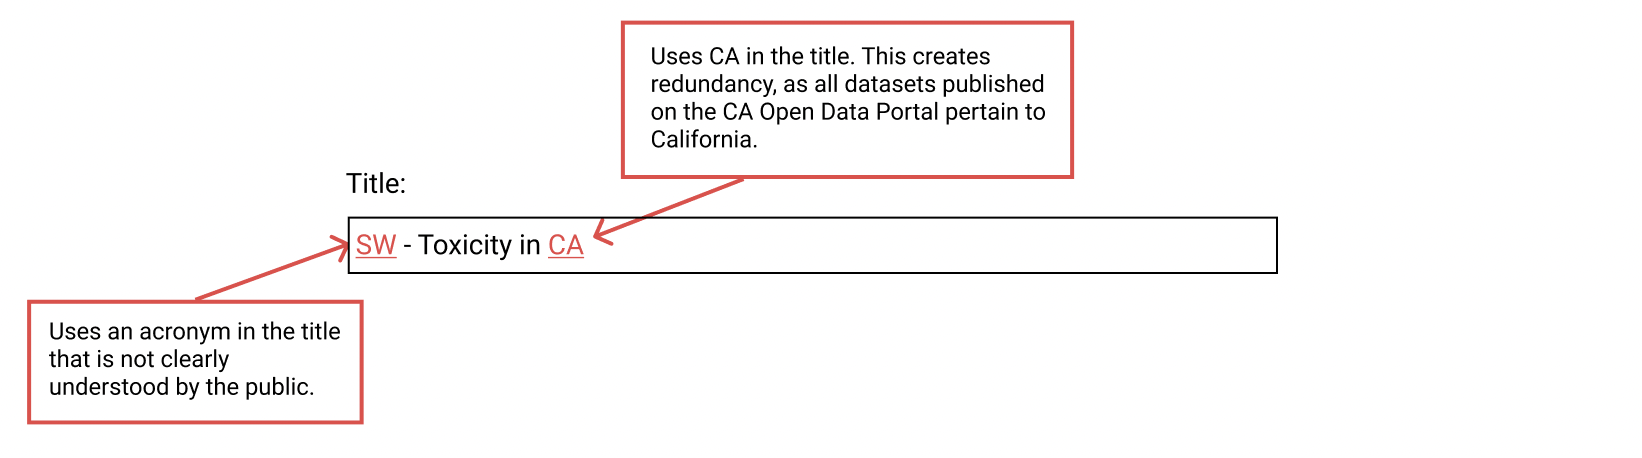 Uses CA in the title. This creates
redundancy, as all datasets published
on the CA Open Data Portal pertain to
California.
Title:
SW - Toxicity in CA
Uses an acronym in the title
that is not clearly
understood by the public.